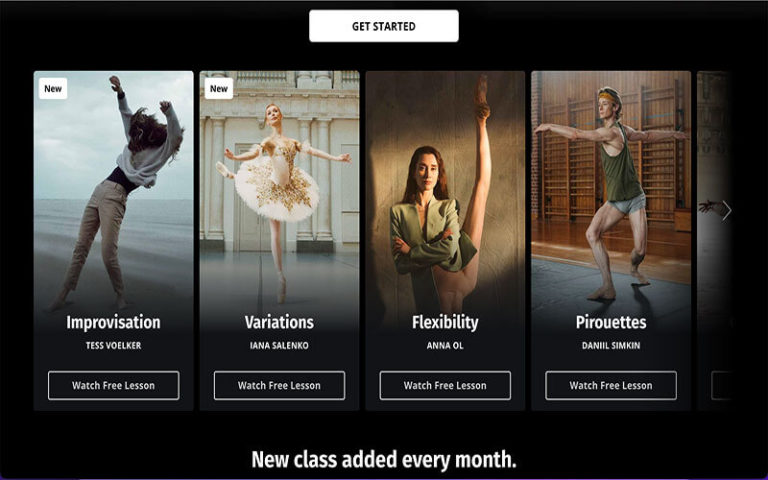 GET STARTED
New
New
Improvisation
TESS VOELKER
Watch Free Lesson
Variations
IANA SALENKO
Watch Free Lesson
Flexibility
ANNA OL
Watch Free Lesson
Pirouettes
DANIIL SIMKIN
Watch Free Lesson
New class added every month.